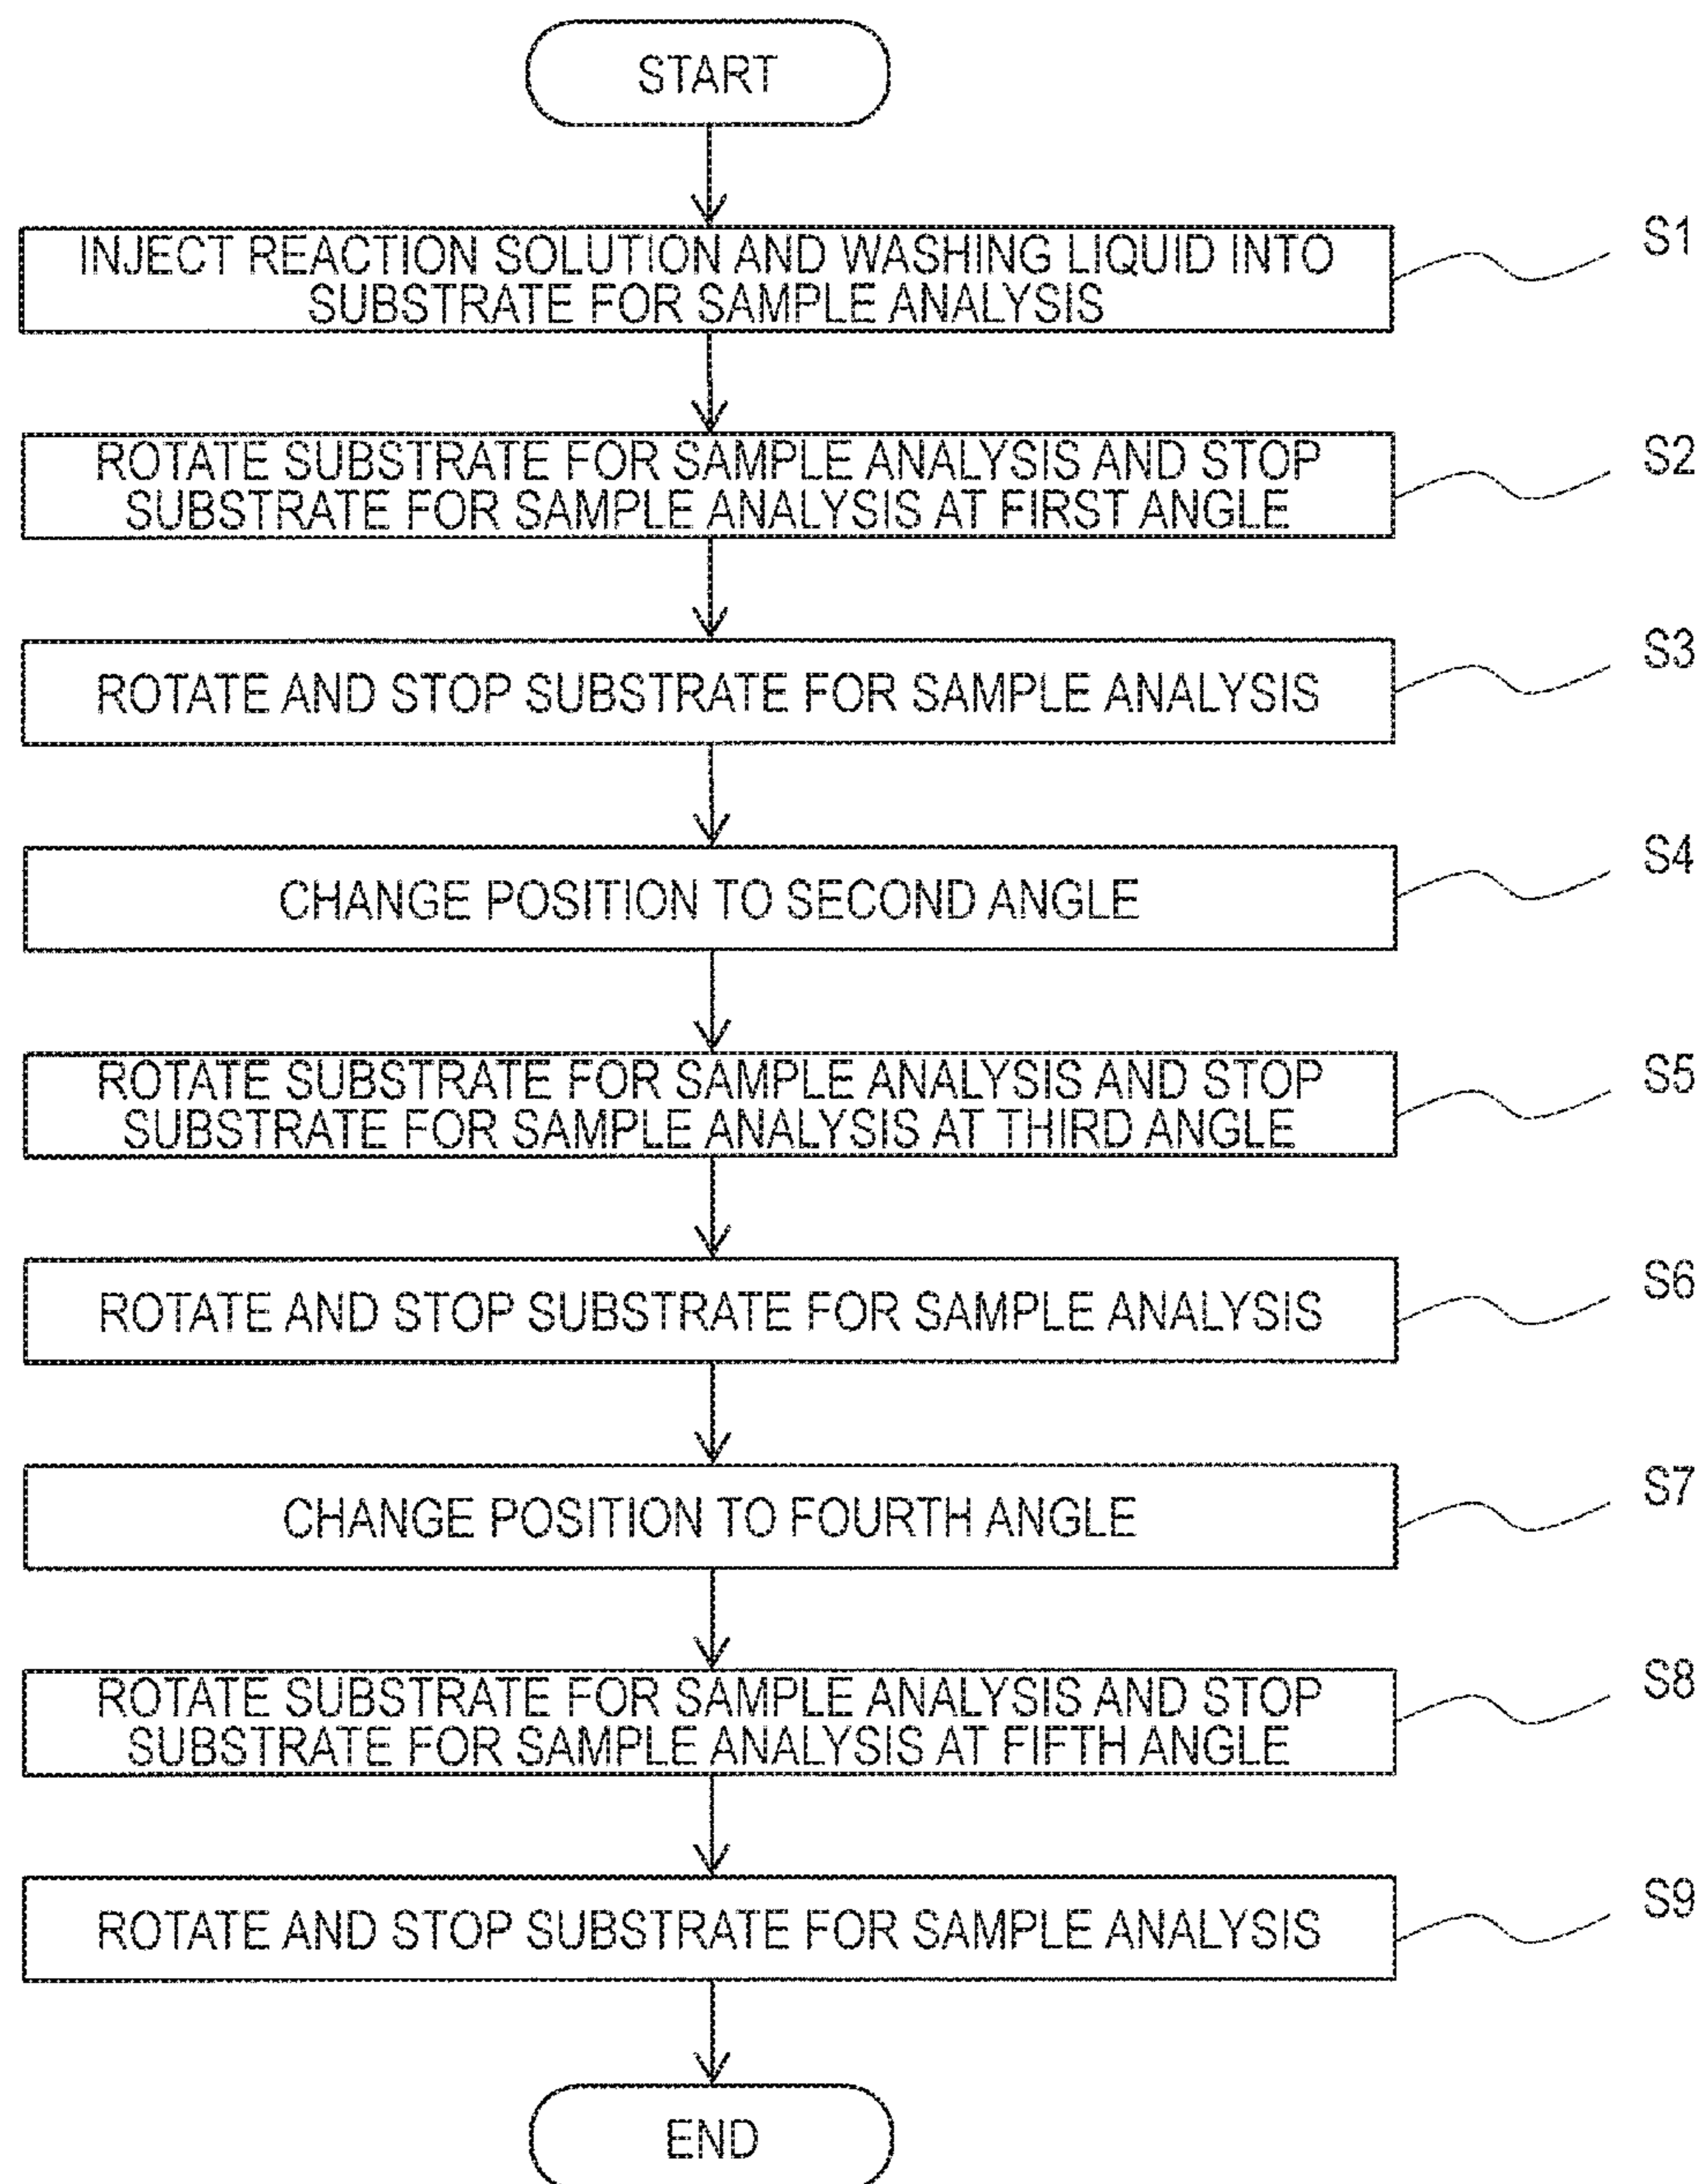 START
INJECT REACTION SOLUTION AND WASHING LIQUID INTO
SUBSTRATE FOR SAMPLE ANALYSIS
S1
ROTATE SUBSTRATE FOR SAMPLE ANALYSIS AND STOP
SUBSTRATE FOR SAMPLE ANALYSIS AT FIRST ANGLE
S2
ROTATE AND STOP SUBSTRATE FOR SAMPLE ANALYSIS
S3
CHANGE POSITION TO SECOND ANGLE
S4
ROTATE SUBSTRATE FOR SAMPLE ANALYSIS AND STOP
SUBSTRATE FOR SAMPLE ANALYSIS AT THIRD ANGLE
S5
ROTATE AND STOP SUBSTRATE FOR SAMPLE ANALYSIS
S6
CHANGE POSITION TO FOURTH ANGLE
S7
ROTATE SUBSTRATE FOR SAMPLE ANALYSIS AND STOP
SUBSTRATE FOR SAMPLE ANALYSIS AT FIFTH ANGLE
S8
ROTATE AND STOP SUBSTRATE FOR SAMPLE ANALYSIS
S9
END